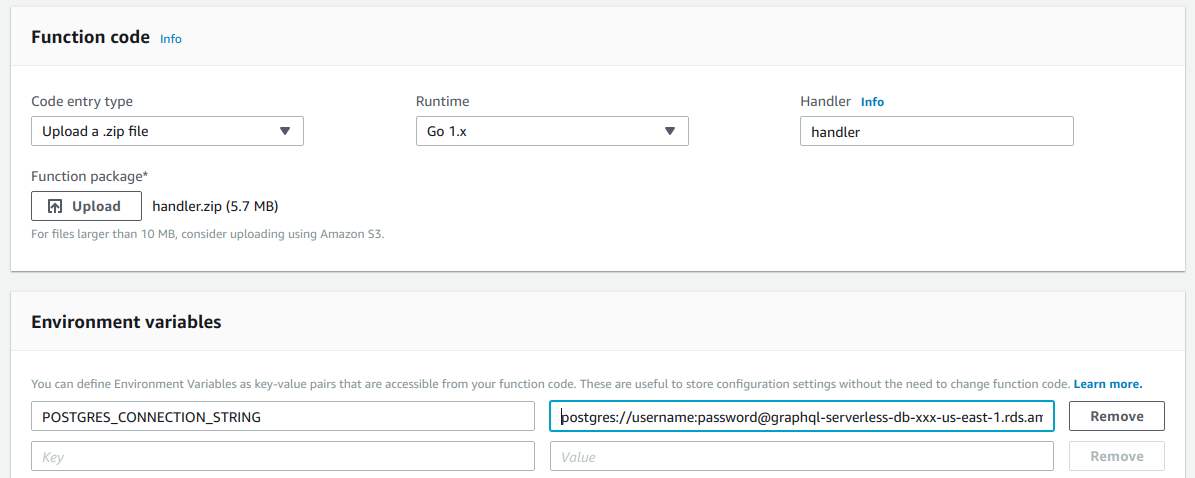 Function code Info
Code entry type Runtime Handler Info
Upload a .zip file Go 1.x handler
Function package*
Upload handler.zip (5.7 MB)
For files larger than 10 MB, consider uploading using Amazon S3.
Environment variables
You can define Environment Variables as key-value pairs that are accessible from your function code. These are useful to store configuration settings without the need to change function code. Learn more.
POSTGRES_CONNECTION_STRING postgres://username:password@graphql-serverless-db-xxx-us-east-1.rds.am Remove
Key Value Remove